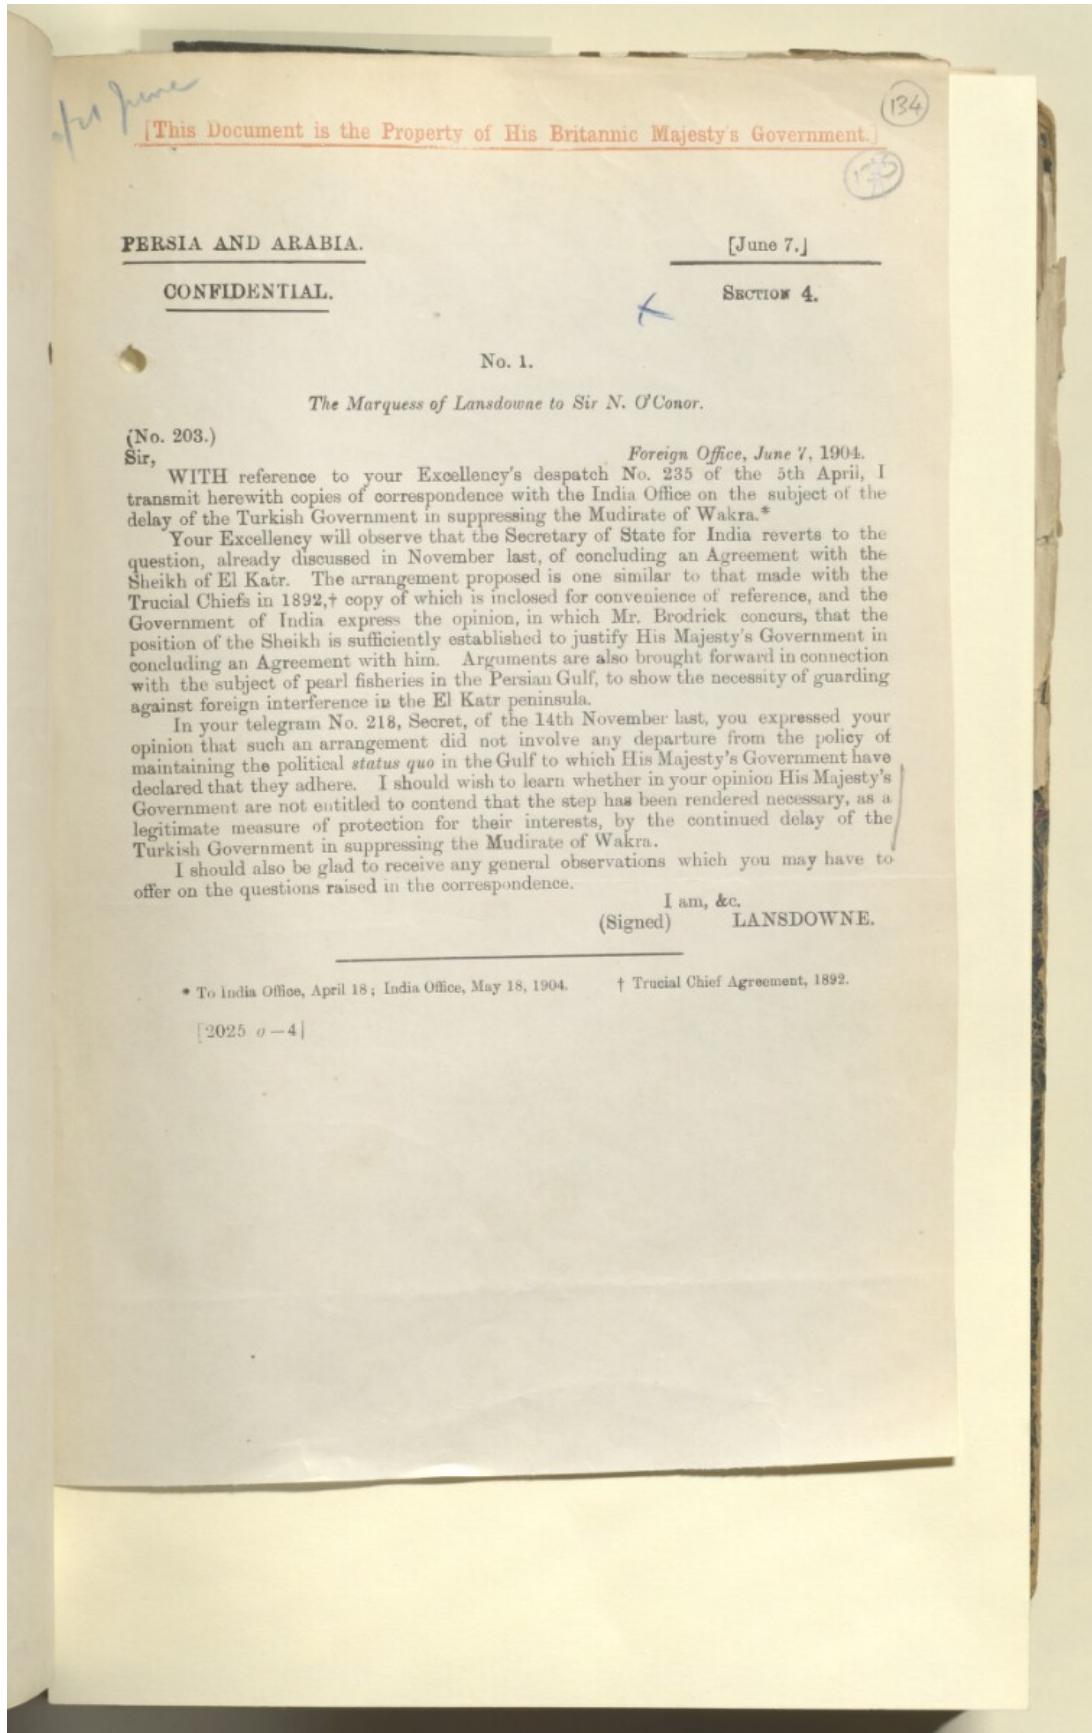 June
134
[This Document is the Property of His Britannic Majesty's Government.]
PERSIA AND ARABIA.
[June 7.]
CONFIDENTIAL.
SECTION 4.
No. 1.
The Marquess of Lansdowne to Sir N. O'Conor.
(No. 203.)
Sir,
Foreign Office, June 7, 1904.
WITH reference to your Excellency's despatch No. 235 of the 5th April, I
transmit herewith copies of correspondence with the India Office on the subject of the
delay of the Turkish Government in suppressing the Mudirate of Wakra.*
Your Excellency will observe that the Secretary of State for India reverts to the
question, already discussed in November last, of concluding an Agreement with the
Sheikh of El Katr. The arrangement proposed is one similar to that made with the
Trucial Chiefs in 1892,† copy of which is inclosed for convenience of reference, and the
Government of India express the opinion, in which Mr. Brodrick concurs, that the
position of the Sheikh is sufficiently established to justify His Majesty's Government in
concluding an Agreement with him. Arguments are also brought forward in connection
with the subject of pearl fisheries in the Persian Gulf, to show the necessity of guarding
against foreign interference in the El Katr peninsula.
In your telegram No. 218, Secret, of the 14th November last, you expressed your
opinion that such an arrangement did not involve any departure from the policy of
maintaining the political status quo in the Gulf to which His Majesty's Government have
declared that they adhere. I should wish to learn whether in your opinion His Majesty's
Government are not entitled to contend that the step has been rendered necessary, as a
legitimate measure of protection for their interests, by the continued delay of the
Turkish Government in suppressing the Mudirate of Wakra.
I should also be glad to receive any general observations which you may have to
offer on the questions raised in the correspondence.
I am, &c.
(Signed) LANSDOWNE.
* To India Office, April 18; India Office, May 18, 1904.
† Trucial Chief Agreement, 1892.
[2025 g—4]